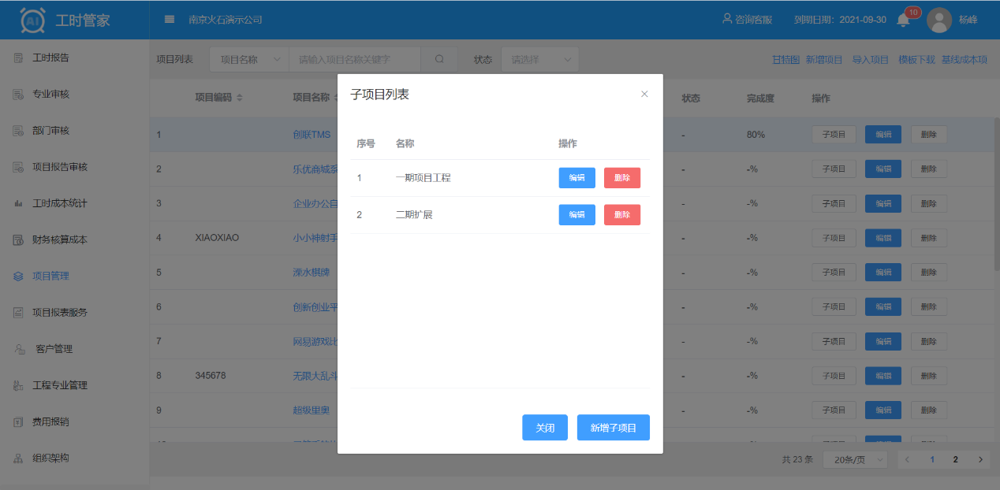 AI 工时管家
南京火石演示公司
咨询客服
到期日期：2021-09-30
10
杨峰
工时报告
专业审核
部门审核
项目报告审核
工时成本统计
财务核算成本
项目管理
项目报表服务
客户管理
工程专业管理
费用报销
组织架构
项目列表 项目名称 请输入项目名称关键字 状态 请选择 甘特图 新增项目 导入项目 模板下载 基线成本项
项目编码 项目名称 状态 完成度 操作
1 创联TMS - 80% 子项目 编辑 删除
2 乐优商城系 - -% 子项目 编辑 删除
3 企业办公自 - -% 子项目 编辑 删除
4 XIAOXIAO 小小神射手 - -% 子项目 编辑 删除
5 溧水棋牌 - -% 子项目 编辑 删除
6 创新创业平 - -% 子项目 编辑 删除
7 网易游戏比 - -% 子项目 编辑 删除
8 345678 无限大乱斗 - -% 子项目 编辑 删除
9 超级里奥 - -% 子项目 编辑 删除
共 23 条 20条/页 1 2
子项目列表
序号 名称 操作
1 一期项目工程 编辑 删除
2 二期扩展 编辑 删除
关闭 新增子项目